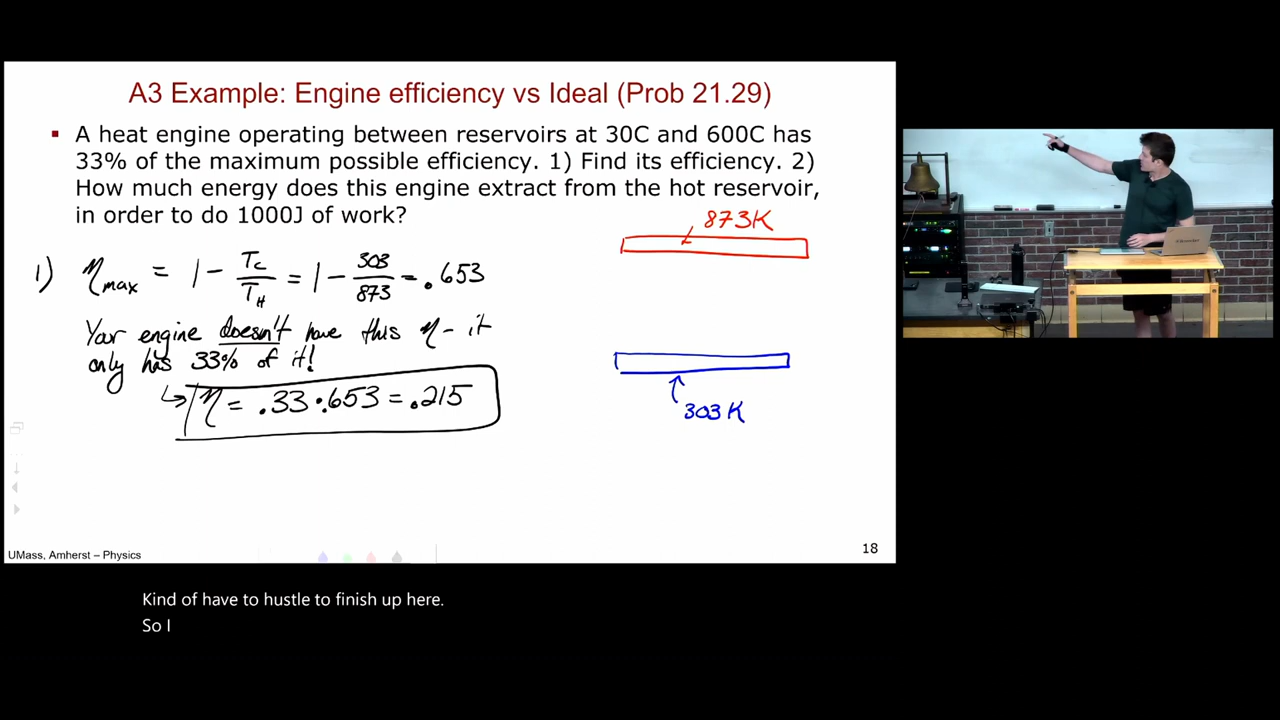 A3 Example: Engine efficiency vs Ideal (Prob 21.29)
▪ A heat engine operating between reservoirs at 30C and 600C has
33% of the maximum possible efficiency. 1) Find its efficiency. 2)
How much energy does this engine extract from the hot reservoir,
in order to do 1000J of work?
873K
1) η_max = 1 - T_C/T_H = 1 - 303/873 = .653
Your engine doesn't have this η - it
only has 33% of it!
↳ η = .33 · .653 = .215
303K
UMass, Amherst – Physics
18
Kind of have to hustle to finish up here.
So I